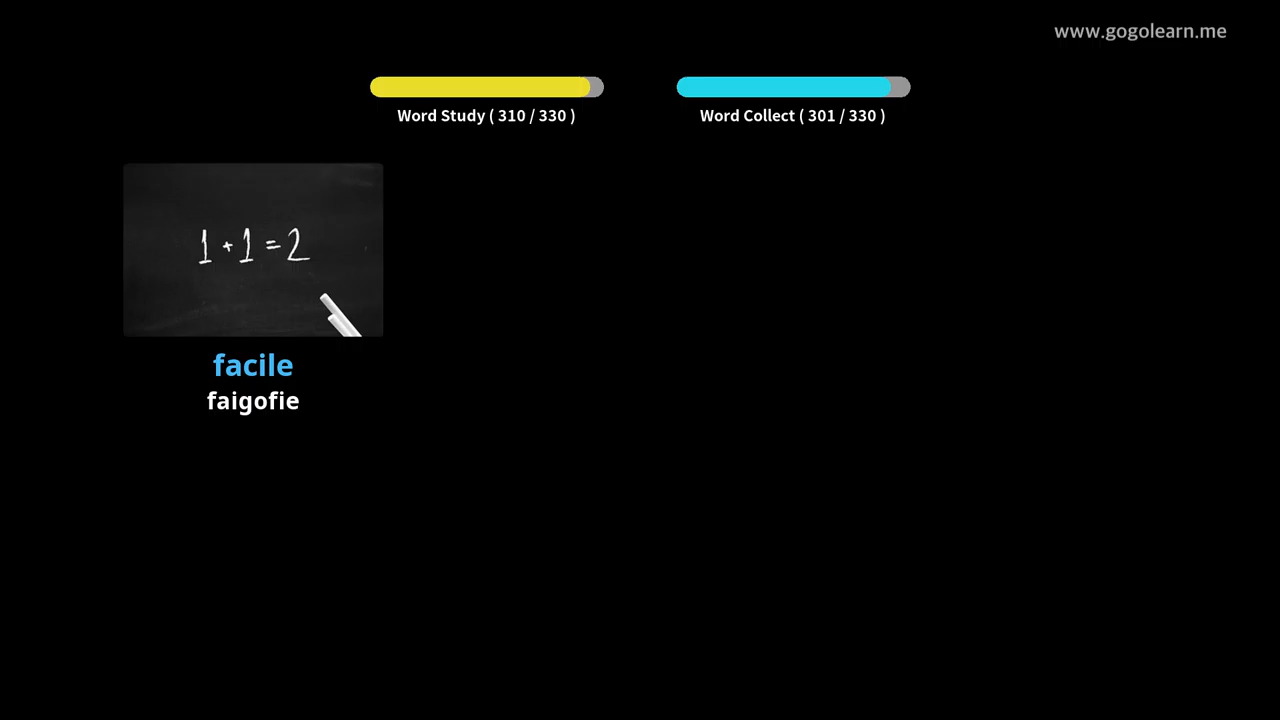 www.gogolearn.me
Word Study ( 310 / 330 )
Word Collect ( 301 / 330 )
1 + 1 = 2
facile
faigofie